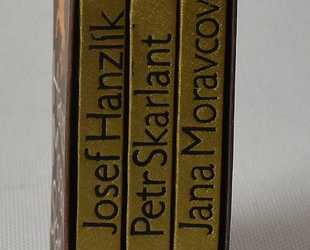 Josef Hanzlík
Petr Skarlant
Jana Moravcov